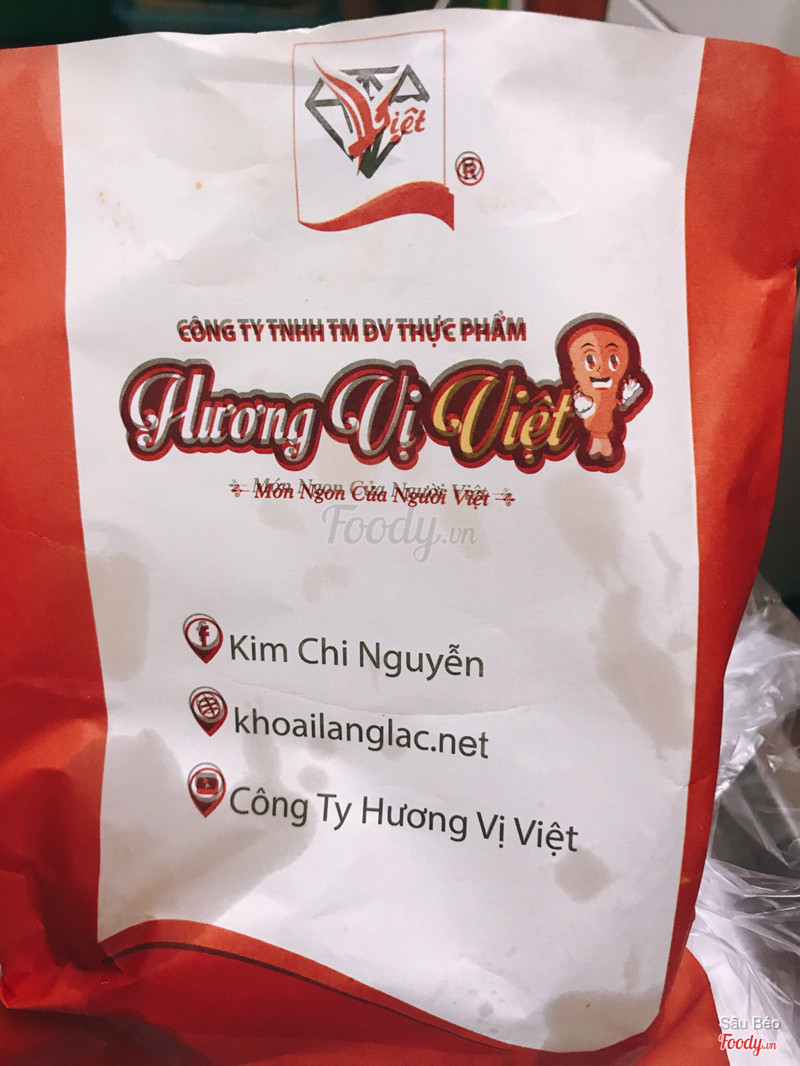 Việt
®
CÔNG TY TNHH TM DV THỰC PHẨM
Hương Vị Việt
Món Ngon Của Người Việt
Foody.vn
Kim Chi Nguyễn
khoailanglac.net
Công Ty Hương Vị Việt
Sâu Béo
Foody.vn